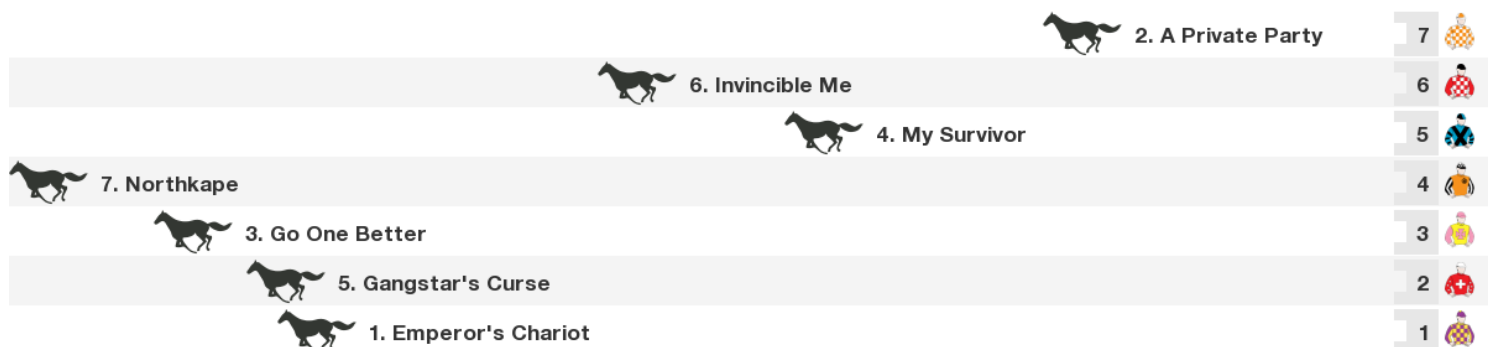 2. A Private Party 7
6. Invincible Me 6
4. My Survivor 5
7. Northkape 4
3. Go One Better 3
5. Gangstar's Curse 2
1. Emperor's Chariot 1